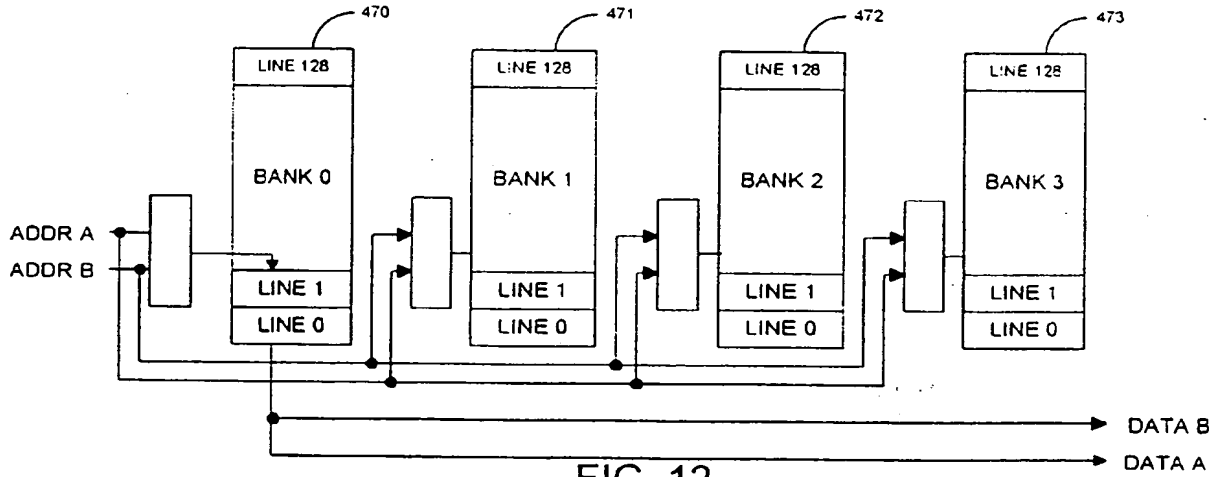 470
471
472
473
LINE 128
LINE 128
LINE 128
LINE 128
BANK 0
BANK 1
BANK 2
BANK 3
ADDR A
ADDR B
LINE 1
LINE 1
LINE 1
LINE 1
LINE 0
LINE 0
LINE 0
LINE 0
DATA B
DATA A